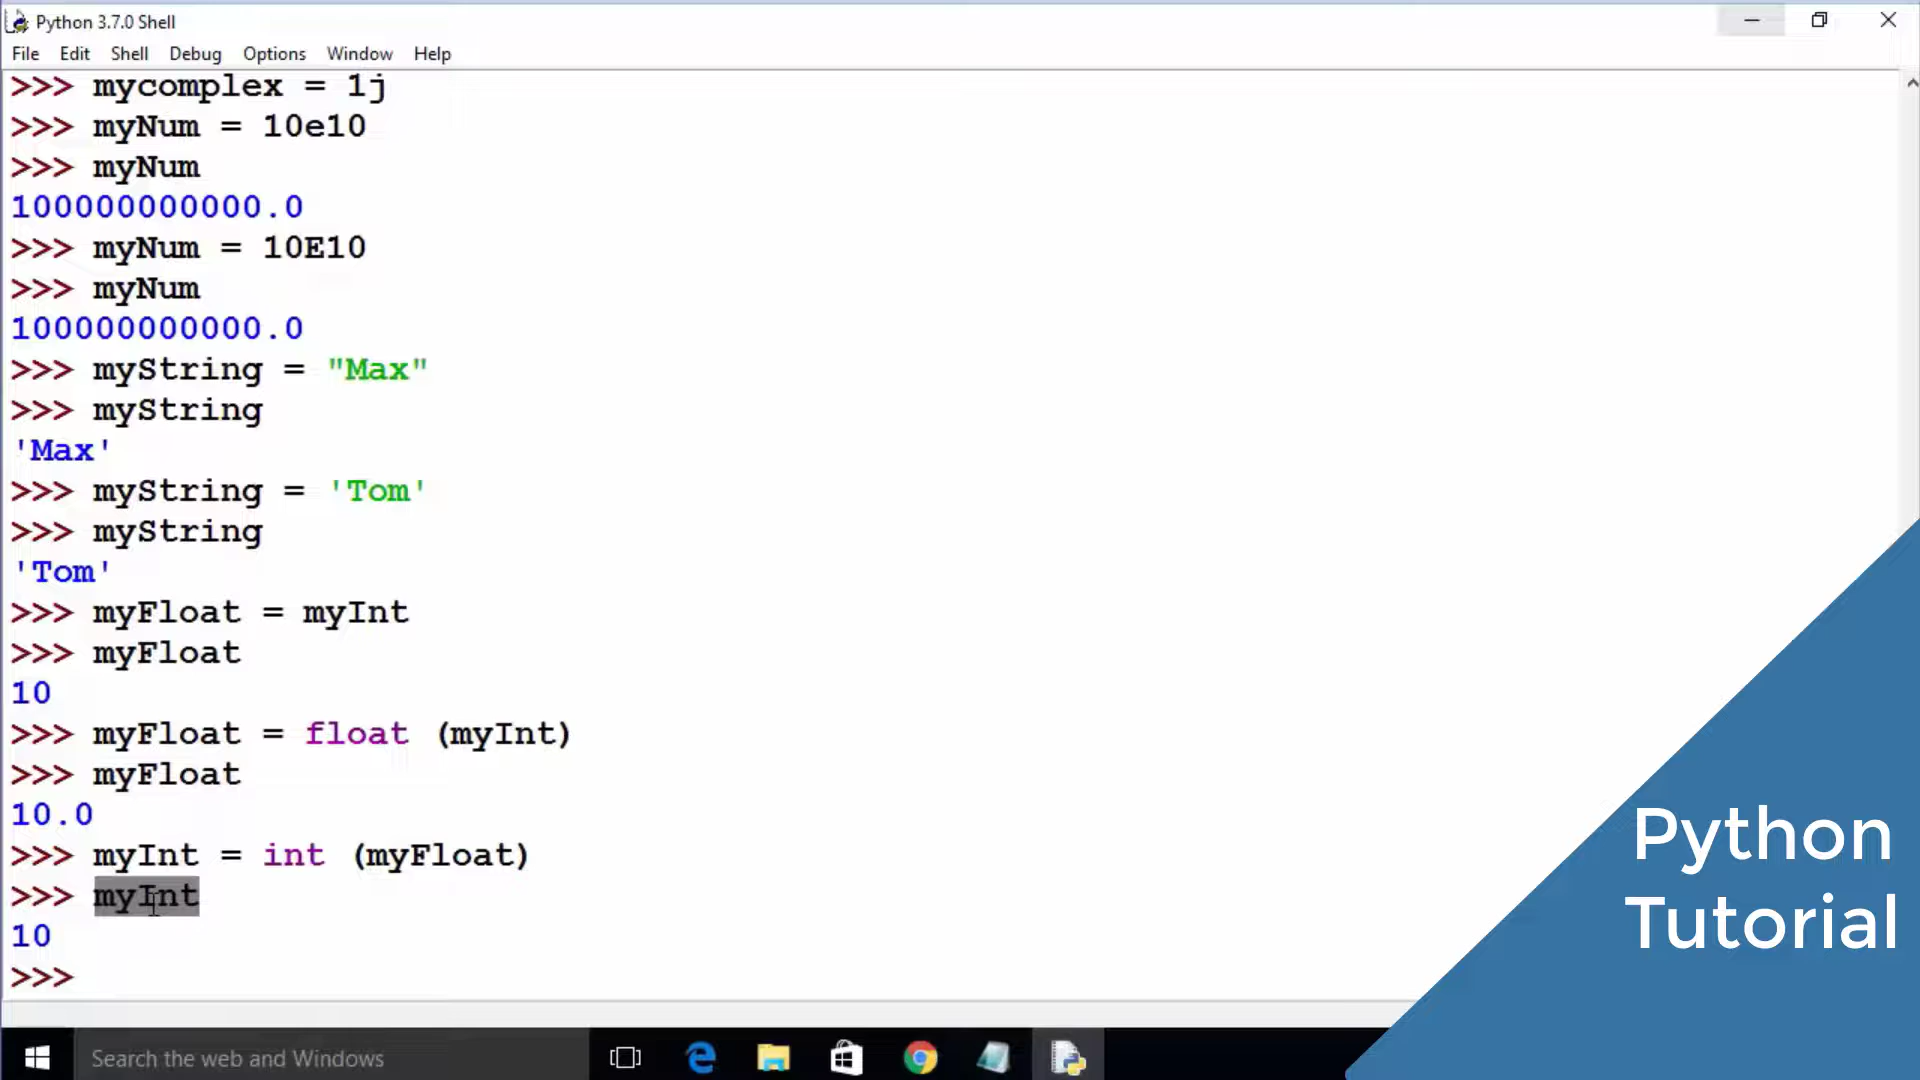 Python 3.7.0 Shell
File Edit Shell Debug Options Window Help
>>> mycomplex = 1j
>>> myNum = 10e10
>>> myNum
100000000000.0
>>> myNum = 10E10
>>> myNum
100000000000.0
>>> myString = "Max"
>>> myString
'Max'
>>> myString = 'Tom'
>>> myString
'Tom'
>>> myFloat = myInt
>>> myFloat
10
>>> myFloat = float (myInt)
>>> myFloat
10.0
>>> myInt = int (myFloat)
>>> myInt
10
>>>
Python
Tutorial
Search the web and Windows